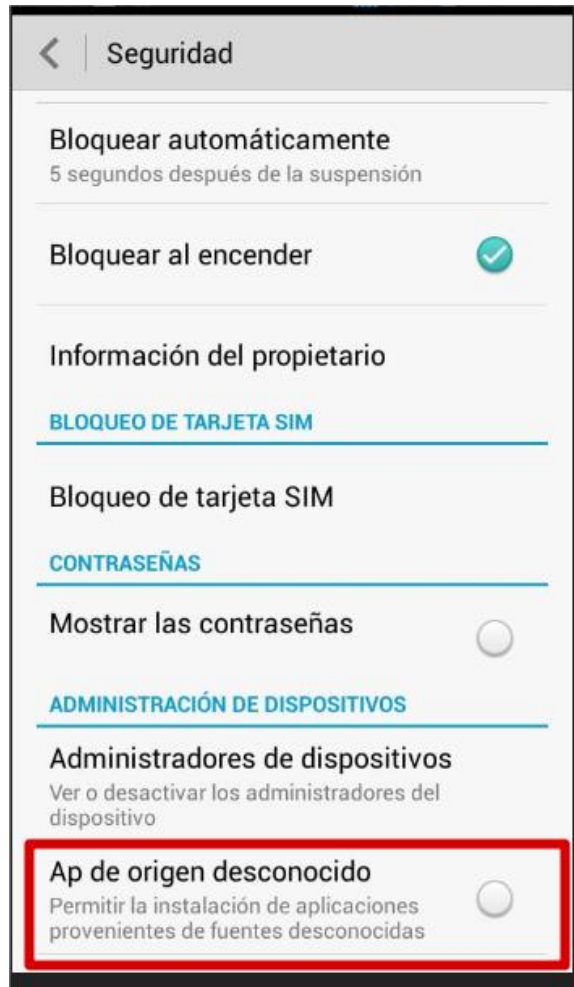 Seguridad
Bloquear automáticamente
5 segundos después de la suspensión
Bloquear al encender
Información del propietario
BLOQUEO DE TARJETA SIM
Bloqueo de tarjeta SIM
CONTRASEÑAS
Mostrar las contraseñas
ADMINISTRACIÓN DE DISPOSITIVOS
Administradores de dispositivos
Ver o desactivar los administradores del
dispositivo
Ap de origen desconocido
Permitir la instalación de aplicaciones
provenientes de fuentes desconocidas